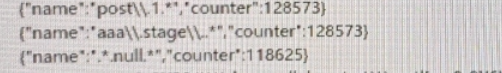 {"name":"post\\.1.*","counter":128573}
{"name":"aaa\\.stage\\..*","counter":128573}
{"name":".*.null.*","counter":118625}